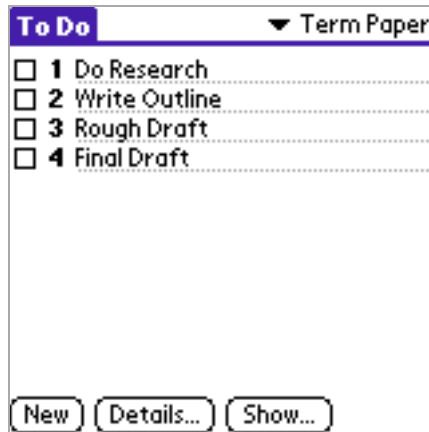 To Do Term Paper
1 Do Research
2 Write Outline
3 Rough Draft
4 Final Draft
New Details... Show...